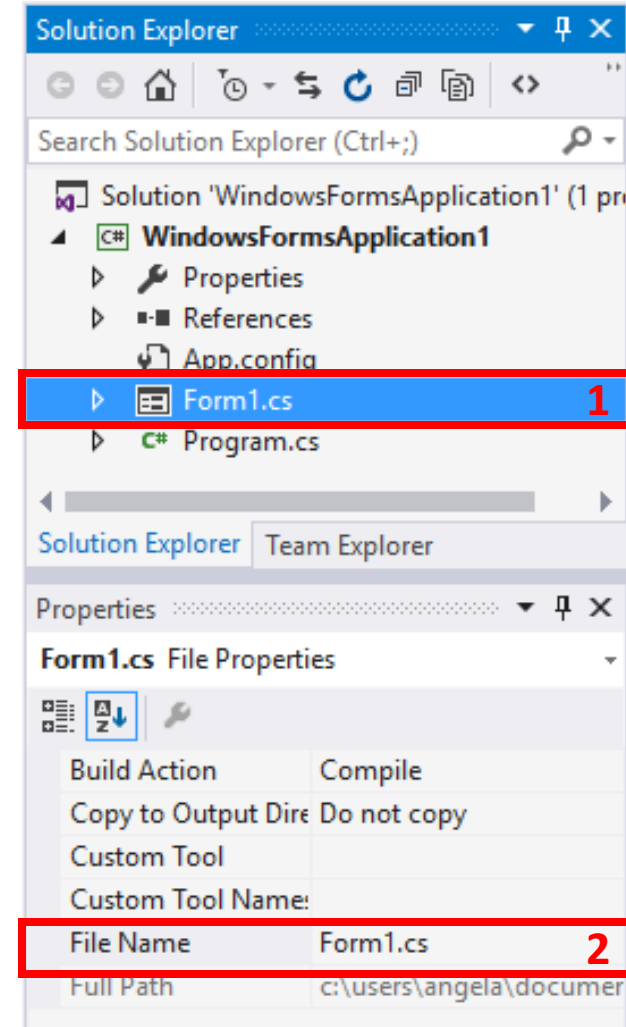 Solution Explorer
Search Solution Explorer (Ctrl+;)
Solution 'WindowsFormsApplication1' (1 pr
C# WindowsFormsApplication1
Properties
References
App.config
Form1.cs 1
C# Program.cs
Solution Explorer Team Explorer
Properties
Form1.cs File Properties
A
Z
Build Action Compile
Copy to Output Dire Do not copy
Custom Tool
Custom Tool Name
File Name Form1.cs 2
Full Path c:\users\angela\documer